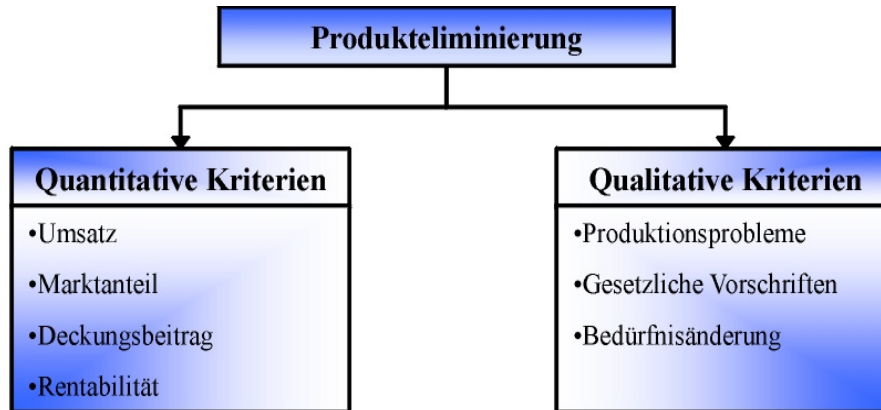 Produkteliminierung
Quantitative Kriterien
•Umsatz
•Marktanteil
•Deckungsbeitrag
•Rentabilität
Qualitative Kriterien
•Produktionsprobleme
•Gesetzliche Vorschriften
•Bedürfnisänderung